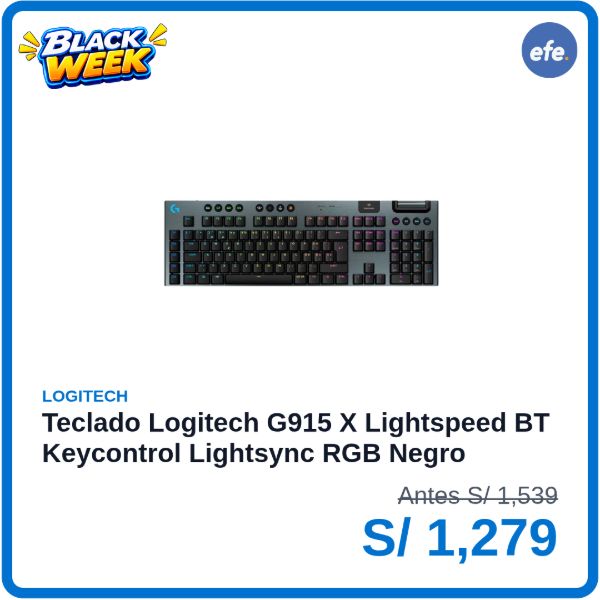 BLACK
WEEK
efe.
LOGITECH
Teclado Logitech G915 X Lightspeed BT
Keycontrol Lightsync RGB Negro
Antes S/ 1,539
S/ 1,279